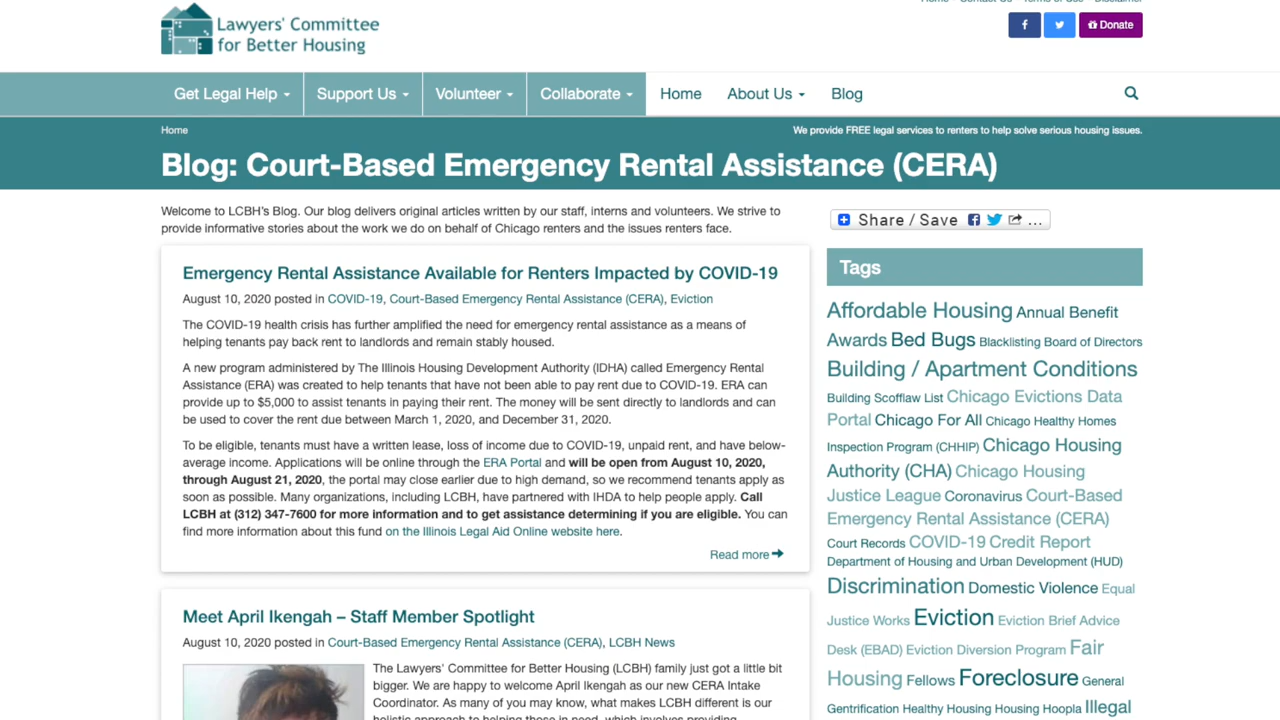 Home Contact Us Terms of Use Disclaimer
Lawyers' Committee
for Better Housing
Donate
Get Legal Help Support Us Volunteer Collaborate Home About Us Blog
Home
We provide FREE legal services to renters to help solve serious housing issues.
Blog: Court-Based Emergency Rental Assistance (CERA)
Welcome to LCBH's Blog. Our blog delivers original articles written by our staff, interns and volunteers. We strive to
provide informative stories about the work we do on behalf of Chicago renters and the issues renters face.
Emergency Rental Assistance Available for Renters Impacted by COVID-19
August 10, 2020 posted in COVID-19, Court-Based Emergency Rental Assistance (CERA), Eviction
The COVID-19 health crisis has further amplified the need for emergency rental assistance as a means of
helping tenants pay back rent to landlords and remain stably housed.
A new program administered by The Illinois Housing Development Authority (IDHA) called Emergency Rental
Assistance (ERA) was created to help tenants that have not been able to pay rent due to COVID-19. ERA can
provide up to $5,000 to assist tenants in paying their rent. The money will be sent directly to landlords and can
be used to cover the rent due between March 1, 2020, and December 31, 2020.
To be eligible, tenants must have a written lease, loss of income due to COVID-19, unpaid rent, and have below-
average income. Applications will be online through the ERA Portal and will be open from August 10, 2020,
through August 21, 2020, the portal may close earlier due to high demand, so we recommend tenants apply as
soon as possible. Many organizations, including LCBH, have partnered with IHDA to help people apply. Call
LCBH at (312) 347-7600 for more information and to get assistance determining if you are eligible. You can
find more information about this fund on the Illinois Legal Aid Online website here.
Read more
Meet April Ikengah – Staff Member Spotlight
August 10, 2020 posted in Court-Based Emergency Rental Assistance (CERA), LCBH News
The Lawyers' Committee for Better Housing (LCBH) family just got a little bit
bigger. We are happy to welcome April Ikengah as our new CERA Intake
Coordinator. As many of you may know, what makes LCBH different is our
holistic approach to helping those in need, which involves providing
Share / Save ...
Tags
Affordable Housing Annual Benefit
Awards Bed Bugs Blacklisting Board of Directors
Building / Apartment Conditions
Building Scofflaw List Chicago Evictions Data
Portal Chicago For All Chicago Healthy Homes
Inspection Program (CHHIP) Chicago Housing
Authority (CHA) Chicago Housing
Justice League Coronavirus Court-Based
Emergency Rental Assistance (CERA)
Court Records COVID-19 Credit Report
Department of Housing and Urban Development (HUD)
Discrimination Domestic Violence Equal
Justice Works Eviction Eviction Brief Advice
Desk (EBAD) Eviction Diversion Program Fair
Housing Fellows Foreclosure General
Gentrification Healthy Housing Housing Hoopla Illegal